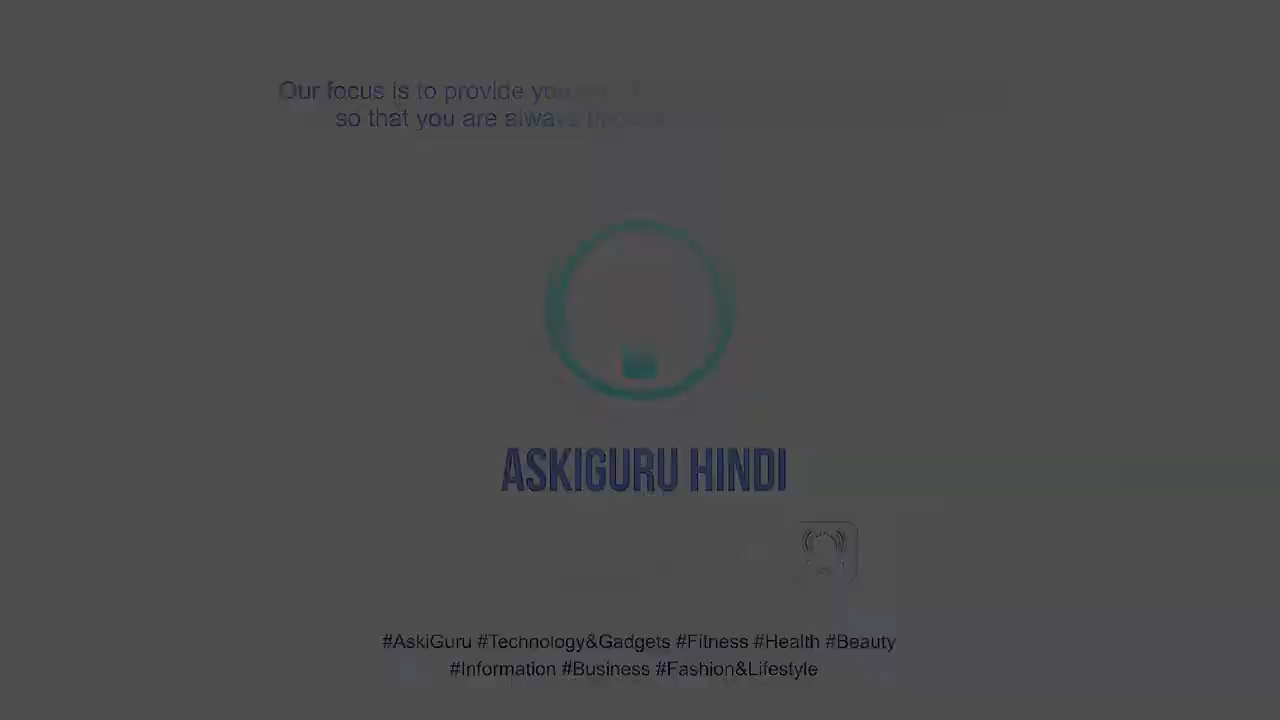 Our focus is to provide you
so that you are always
ASKIGURU HINDI
#AskiGuru #Technology&Gadgets #Fitness #Health #Beauty
#Information #Business #Fashion&Lifestyle